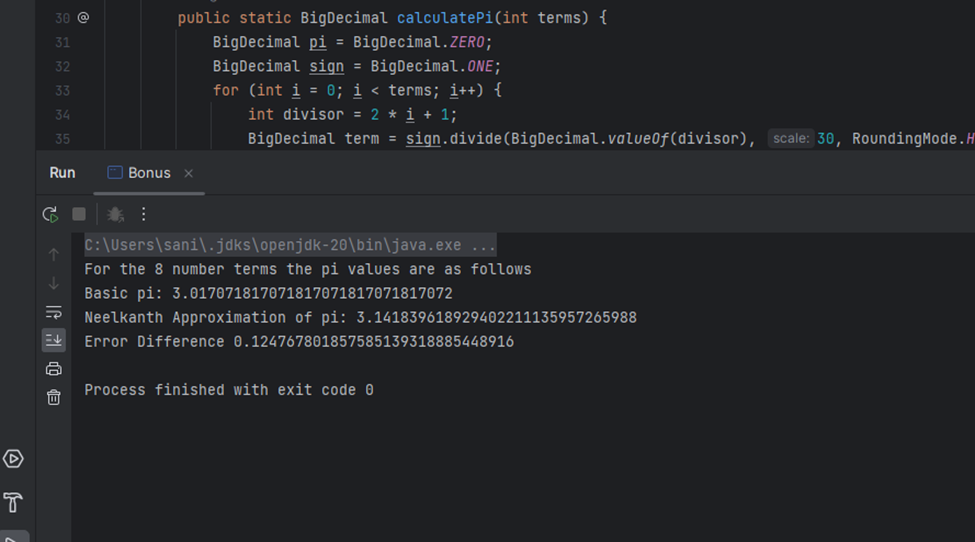 30 @ public static BigDecimal calculatePi(int terms) {
31 BigDecimal pi = BigDecimal.ZERO;
32 BigDecimal sign = BigDecimal.ONE;
33 for (int i = 0; i < terms; i++) {
34 int divisor = 2 * i + 1;
35 BigDecimal term = sign.divide(BigDecimal.valueOf(divisor), scale: 30, RoundingMode.H
Run Bonus
C:\Users\sani\.jdks\openjdk-20\bin\java.exe ...
For the 8 number terms the pi values are as follows
Basic pi: 3.017071817071817071817071817072
Neelkanth Approximation of pi: 3.141839618929402211135957265988
Error Difference 0.124767801857585139318885448916
Process finished with exit code 0